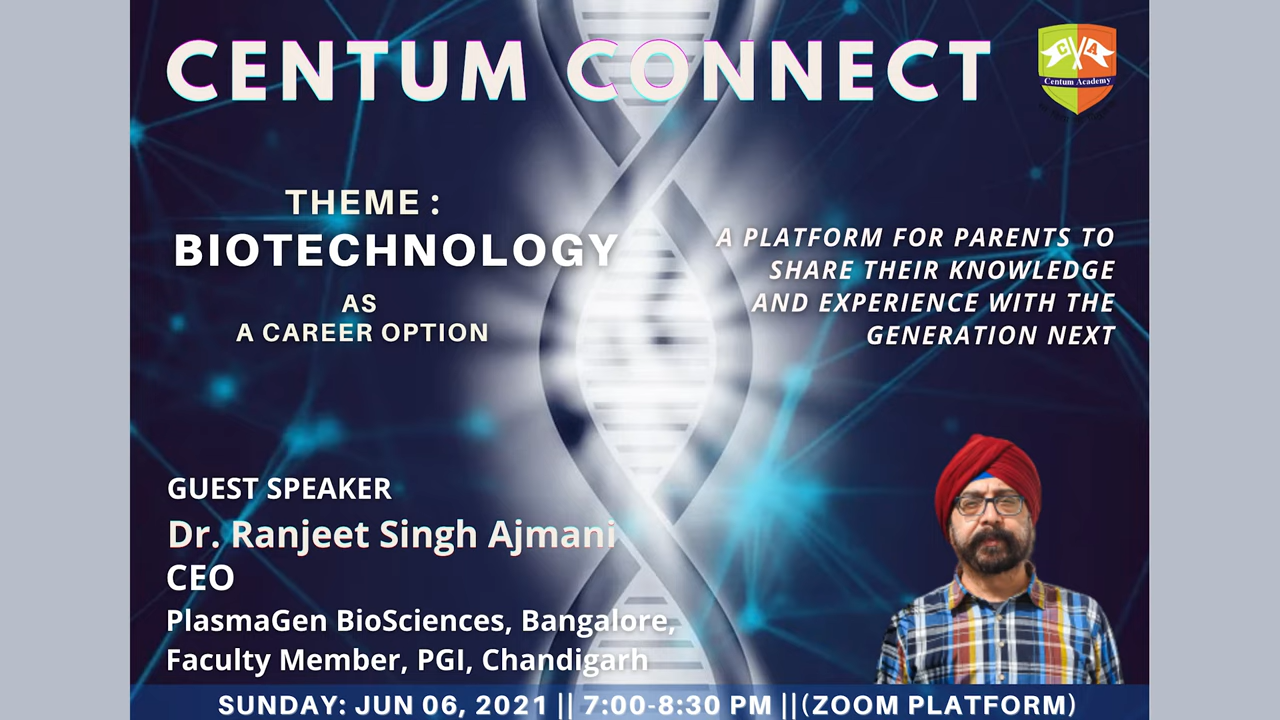 CENTUM CONNECT
CA
Centum Academy
THEME :
BIOTECHNOLOGY
AS
A CAREER OPTION
A PLATFORM FOR PARENTS TO
SHARE THEIR KNOWLEDGE
AND EXPERIENCE WITH THE
GENERATION NEXT
GUEST SPEAKER
Dr. Ranjeet Singh Ajmani
CEO
PlasmaGen BioSciences, Bangalore,
Faculty Member, PGI, Chandigarh
SUNDAY: JUN 06, 2021 || 7:00-8:30 PM ||(ZOOM PLATFORM)